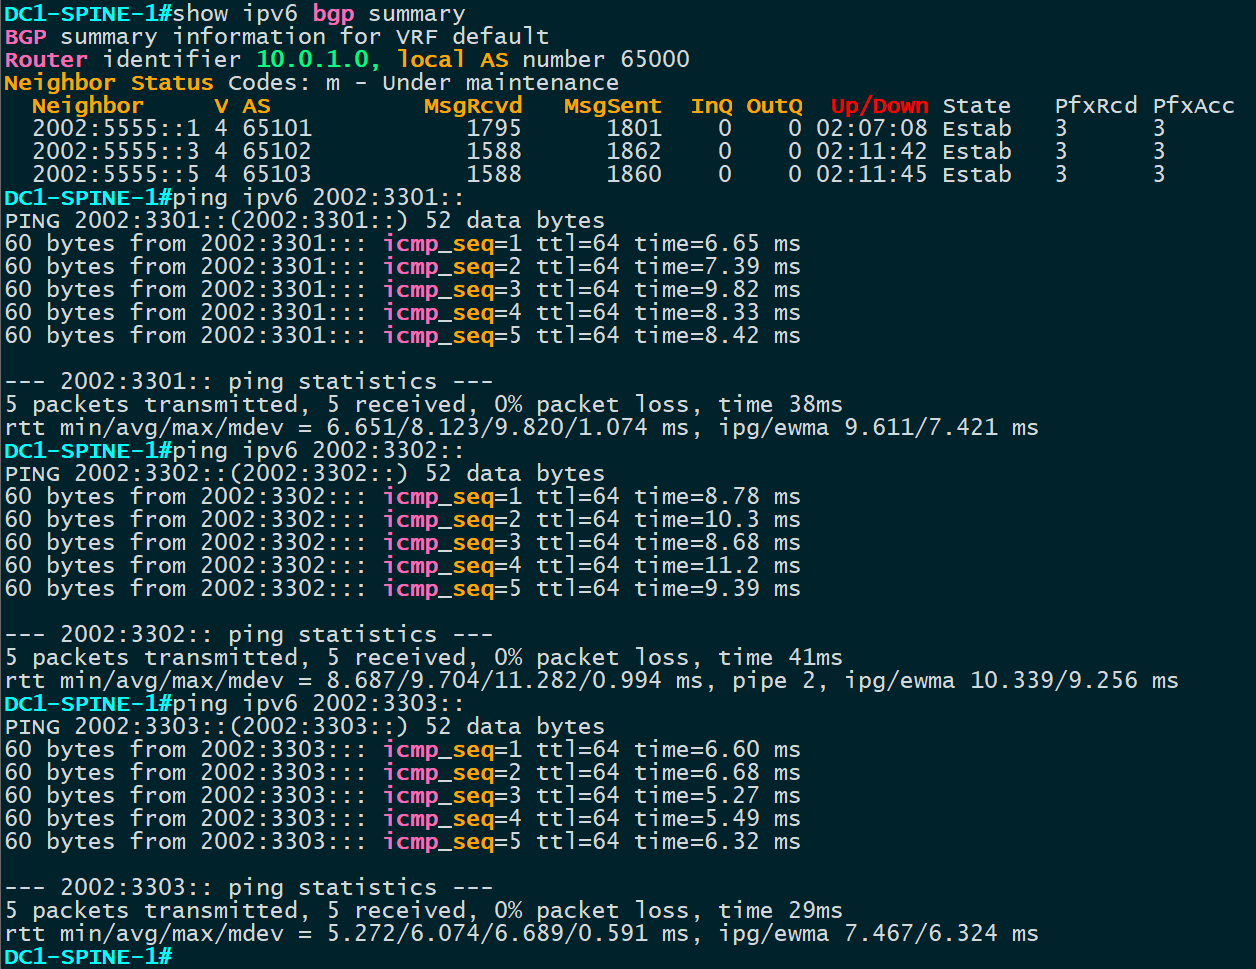 DC1-SPINE-1#show ipv6 bgp summary
BGP summary information for VRF default
Router identifier 10.0.1.0, local AS number 65000
Neighbor Status Codes: m - Under maintenance
  Neighbor     V AS           MsgRcvd   MsgSent  InQ OutQ  Up/Down State   PfxRcd PfxAcc
  2002:5555::1 4 65101           1795      1801    0    0 02:07:08 Estab   3      3
  2002:5555::3 4 65102           1588      1862    0    0 02:11:42 Estab   3      3
  2002:5555::5 4 65103           1588      1860    0    0 02:11:45 Estab   3      3
DC1-SPINE-1#ping ipv6 2002:3301::
PING 2002:3301::(2002:3301::) 52 data bytes
60 bytes from 2002:3301::: icmp_seq=1 ttl=64 time=6.65 ms
60 bytes from 2002:3301::: icmp_seq=2 ttl=64 time=7.39 ms
60 bytes from 2002:3301::: icmp_seq=3 ttl=64 time=9.82 ms
60 bytes from 2002:3301::: icmp_seq=4 ttl=64 time=8.33 ms
60 bytes from 2002:3301::: icmp_seq=5 ttl=64 time=8.42 ms

--- 2002:3301:: ping statistics ---
5 packets transmitted, 5 received, 0% packet loss, time 38ms
rtt min/avg/max/mdev = 6.651/8.123/9.820/1.074 ms, ipg/ewma 9.611/7.421 ms
DC1-SPINE-1#ping ipv6 2002:3302::
PING 2002:3302::(2002:3302::) 52 data bytes
60 bytes from 2002:3302::: icmp_seq=1 ttl=64 time=8.78 ms
60 bytes from 2002:3302::: icmp_seq=2 ttl=64 time=10.3 ms
60 bytes from 2002:3302::: icmp_seq=3 ttl=64 time=8.68 ms
60 bytes from 2002:3302::: icmp_seq=4 ttl=64 time=11.2 ms
60 bytes from 2002:3302::: icmp_seq=5 ttl=64 time=9.39 ms

--- 2002:3302:: ping statistics ---
5 packets transmitted, 5 received, 0% packet loss, time 41ms
rtt min/avg/max/mdev = 8.687/9.704/11.282/0.994 ms, pipe 2, ipg/ewma 10.339/9.256 ms
DC1-SPINE-1#ping ipv6 2002:3303::
PING 2002:3303::(2002:3303::) 52 data bytes
60 bytes from 2002:3303::: icmp_seq=1 ttl=64 time=6.60 ms
60 bytes from 2002:3303::: icmp_seq=2 ttl=64 time=6.68 ms
60 bytes from 2002:3303::: icmp_seq=3 ttl=64 time=5.27 ms
60 bytes from 2002:3303::: icmp_seq=4 ttl=64 time=5.49 ms
60 bytes from 2002:3303::: icmp_seq=5 ttl=64 time=6.32 ms

--- 2002:3303:: ping statistics ---
5 packets transmitted, 5 received, 0% packet loss, time 29ms
rtt min/avg/max/mdev = 5.272/6.074/6.689/0.591 ms, ipg/ewma 7.467/6.324 ms
DC1-SPINE-1#